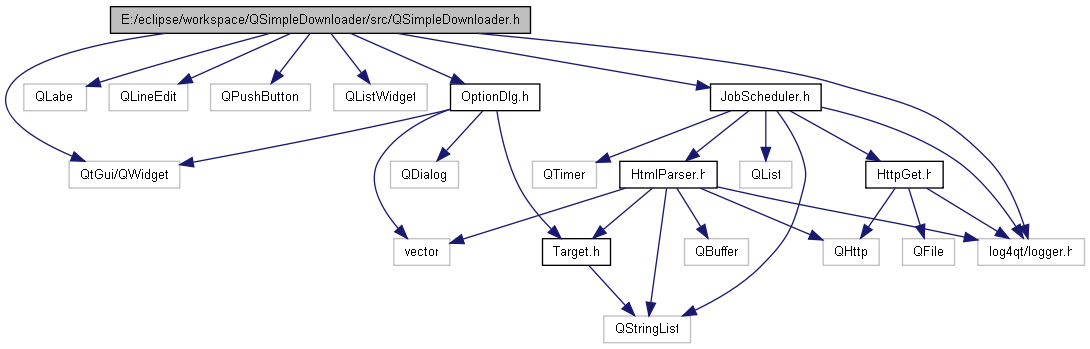 E:/eclipse/workspace/QSimpleDownloader/src/QSimpleDownloader.h
QLabe
QLineEdit
QPushButton
QListWidget
OptionDlg.h
JobScheduler.h
QtGui/QWidget
QDialog
QTimer
HtmlParser.h
QList
HttpGet.h
vector
Target.h
QBuffer
QHttp
QFile
log4qt/logger.h
QStringList